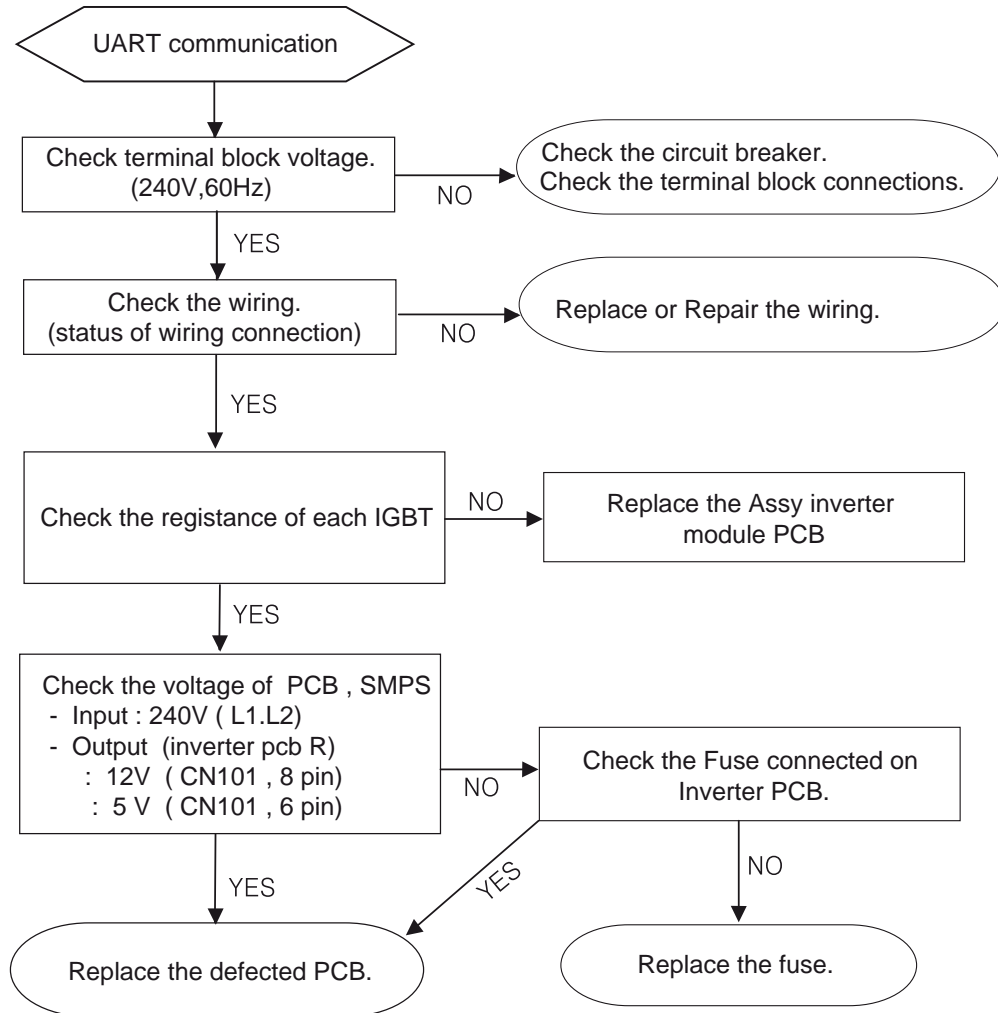 UART communication
Check terminal block voltage.
(240V,60Hz)
NO
Check the circuit breaker.
Check the terminal block connections.
YES
Check the wiring.
(status of wiring connection)
NO
Replace or Repair the wiring.
YES
Check the registance of each IGBT
NO
Replace the Assy inverter
module PCB
YES
Check the voltage of PCB , SMPS
- Input : 240V ( L1.L2)
- Output (inverter pcb R)
: 12V ( CN101 , 8 pin)
: 5 V ( CN101 , 6 pin)
NO
Check the Fuse connected on
Inverter PCB.
YES
YES
NO
Replace the defected PCB.
Replace the fuse.